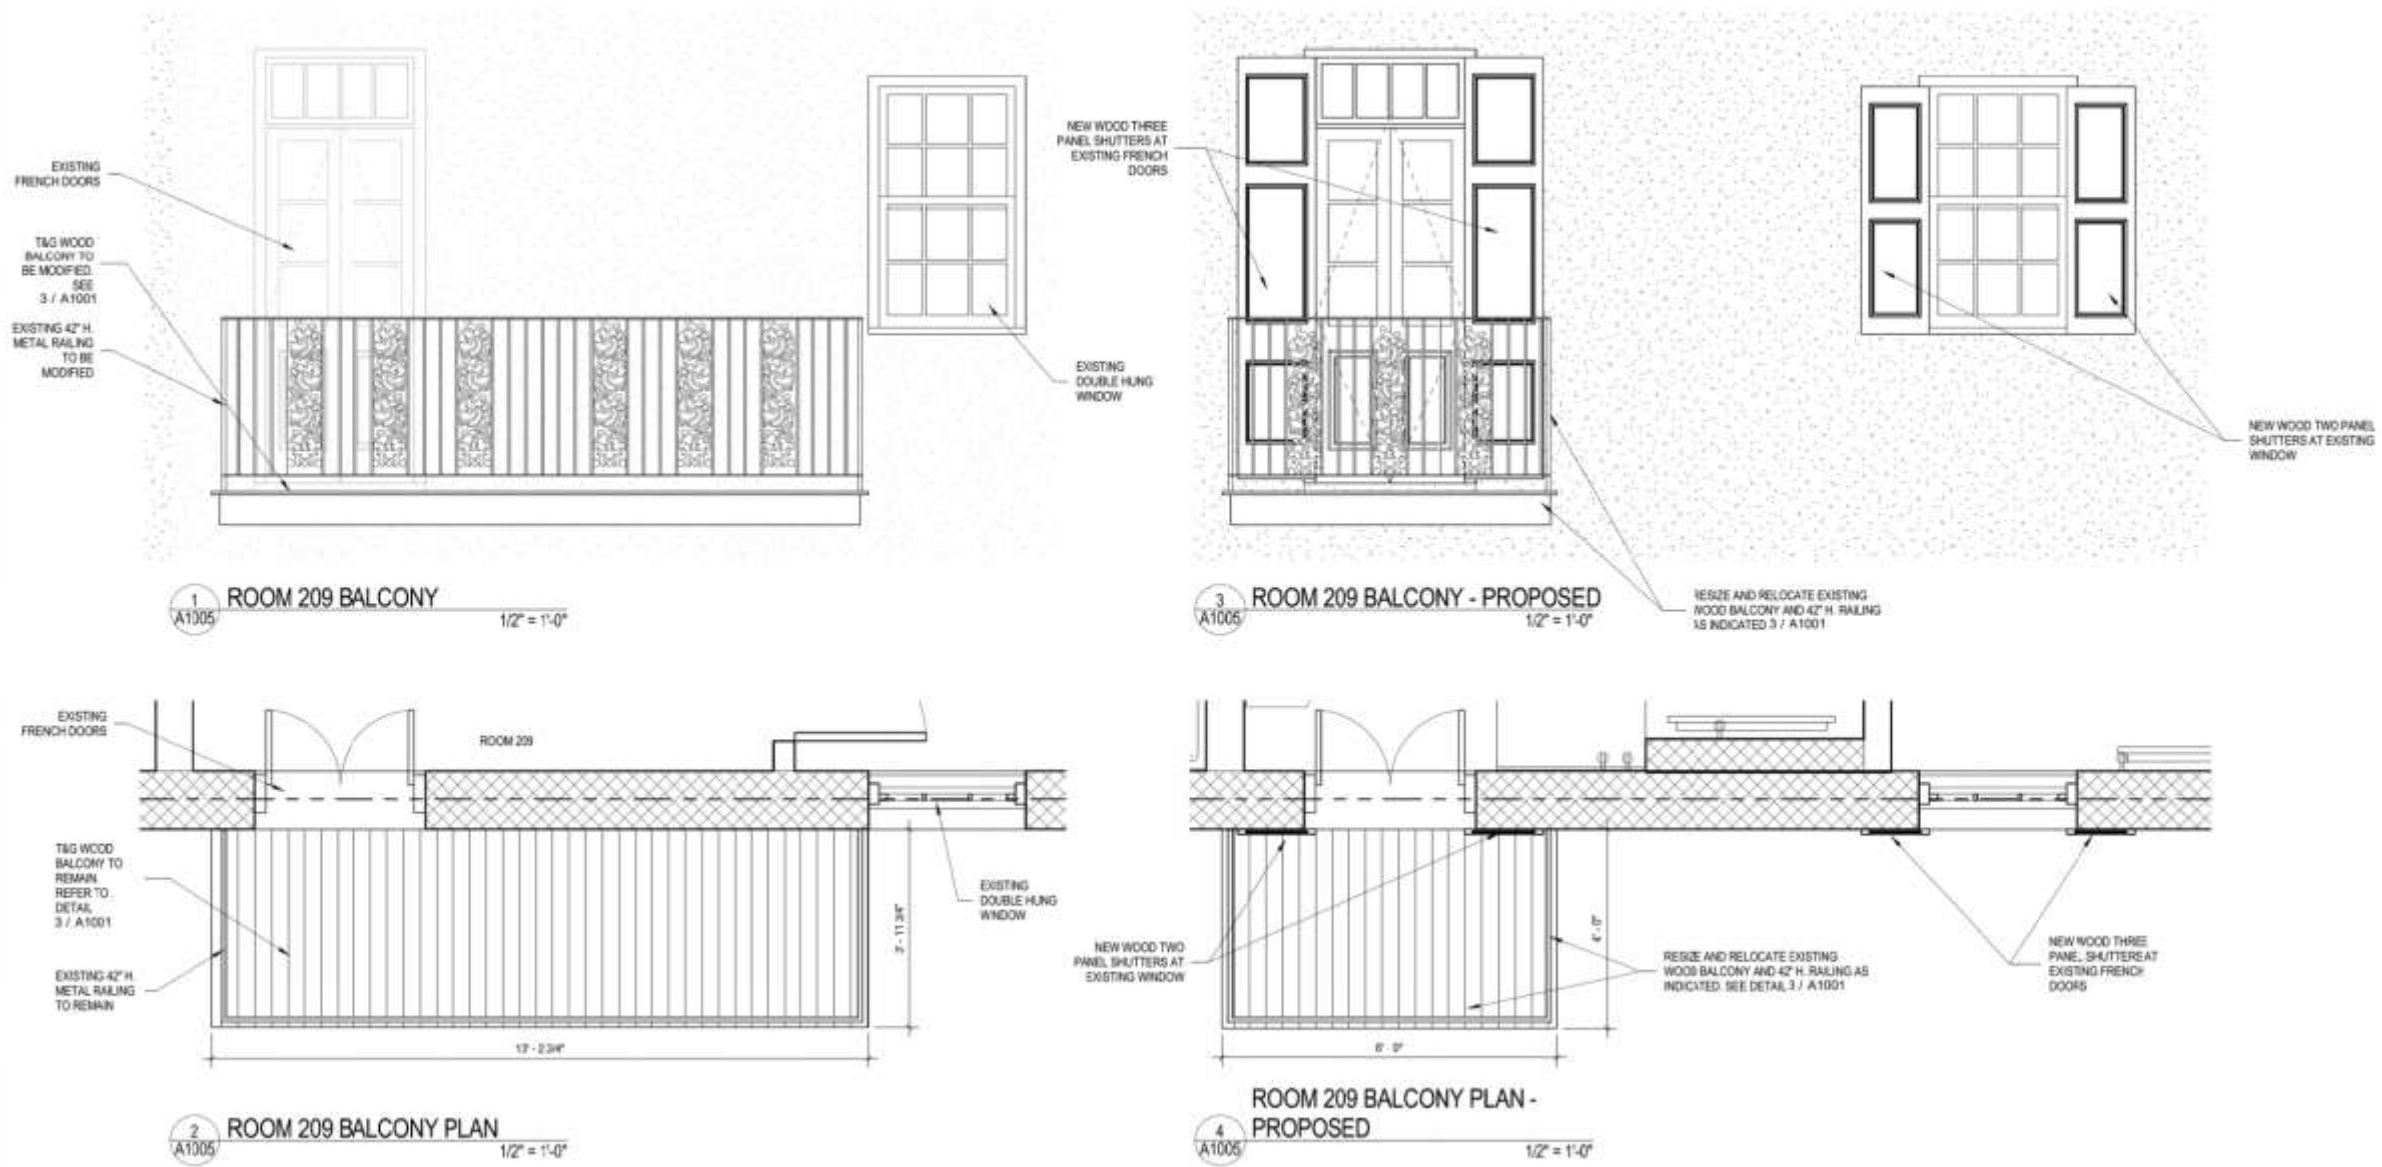 EXISTING
FRENCH DOORS
T&G WOOD
BALCONY TO
BE MODIFIED.
SEE
3 / A1001
EXISTING 42" H.
METAL RAILING
TO BE
MODIFIED
EXISTING
DOUBLE HUNG
WINDOW
1
A1005
ROOM 209 BALCONY
1/2" = 1'-0"
NEW WOOD THREE
PANEL SHUTTERS AT
EXISTING FRENCH
DOORS
NEW WOOD TWO PANEL
SHUTTERS AT EXISTING
WINDOW
RESIZE AND RELOCATE EXISTING
WOOD BALCONY AND 42" H. RAILING
AS INDICATED 3 / A1001
3
A1005
ROOM 209 BALCONY - PROPOSED
1/2" = 1'-0"
EXISTING
FRENCH DOORS
ROOM 209
T&G WOOD
BALCONY TO
REMAIN.
REFER TO
DETAIL
3 / A1001
EXISTING 42" H.
METAL RAILING
TO REMAIN
EXISTING
DOUBLE HUNG
WINDOW
3' - 11 3/4"
13' - 2 3/4"
2
A1005
ROOM 209 BALCONY PLAN
1/2" = 1'-0"
NEW WOOD TWO
PANEL SHUTTERS AT
EXISTING WINDOW
RESIZE AND RELOCATE EXISTING
WOOD BALCONY AND 42" H. RAILING AS
INDICATED. SEE DETAIL 3 / A1001
NEW WOOD THREE
PANEL SHUTTERS AT
EXISTING FRENCH
DOORS
4' - 0"
4
A1005
ROOM 209 BALCONY PLAN -
PROPOSED
1/2" = 1'-0"